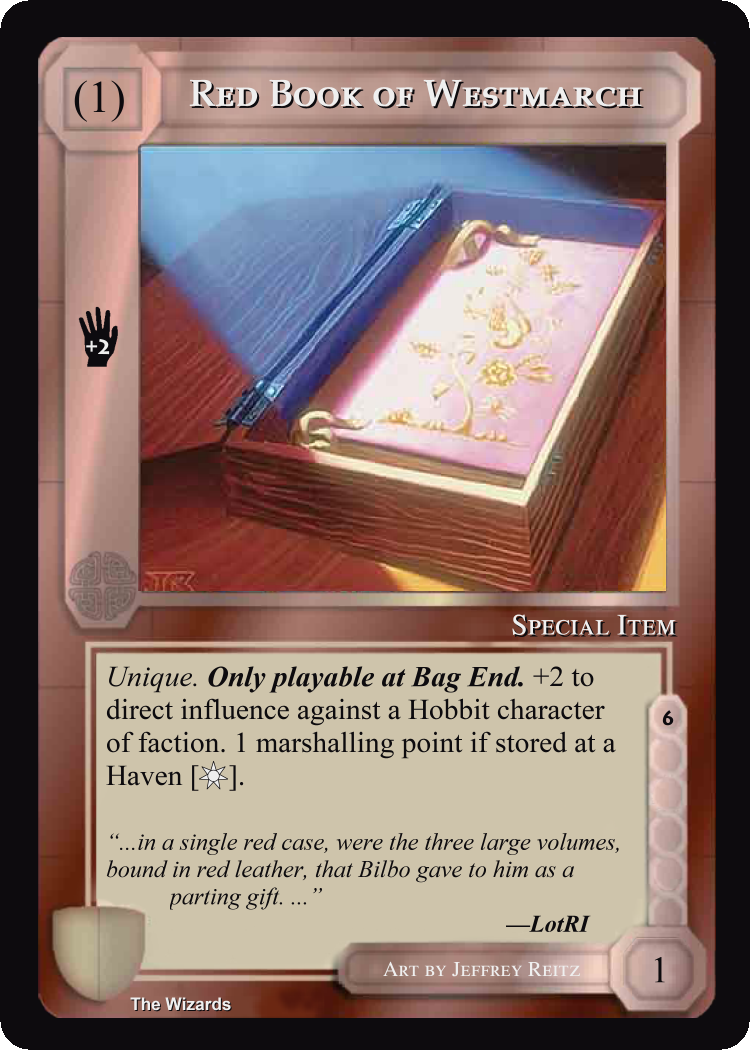 (1)
Red Book of Westmarch
+2
JRK
Special Item
Unique. Only playable at Bag End. +2 to
direct influence against a Hobbit character
of faction. 1 marshalling point if stored at a
Haven [].
6
“...in a single red case, were the three large volumes,
bound in red leather, that Bilbo gave to him as a
parting gift. ...”
—LotRI
Art by Jeffrey Reitz
1
The Wizards